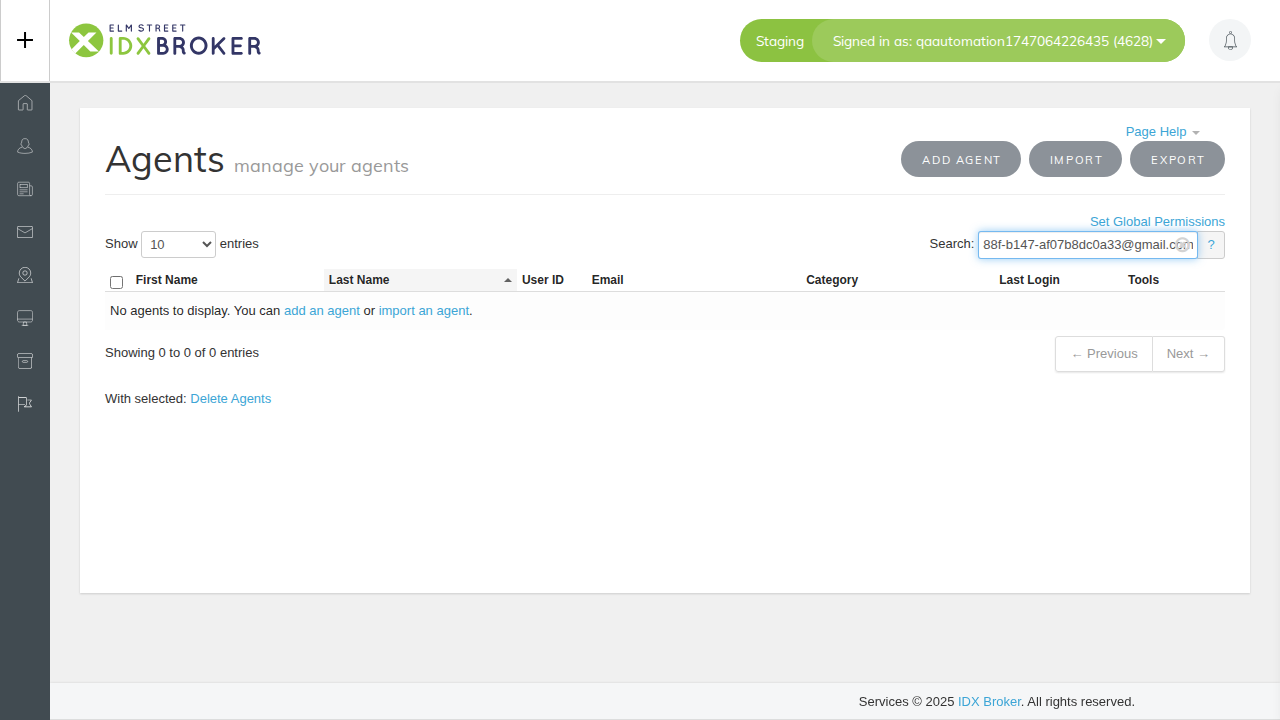 ELM STREET
IDXBROKER
Staging
Signed in as: qaautomation1747064226435 (4628)
Page Help
Agents manage your agents
ADD AGENT
IMPORT
EXPORT
Set Global Permissions
Show 10 entries
Search: 88f-b147-af07b8dc0a33@gmail.com ?
First Name
Last Name
User ID
Email
Category
Last Login
Tools
No agents to display. You can add an agent or import an agent.
Showing 0 to 0 of 0 entries
← Previous
Next →
With selected: Delete Agents
Services © 2025 IDX Broker. All rights reserved.